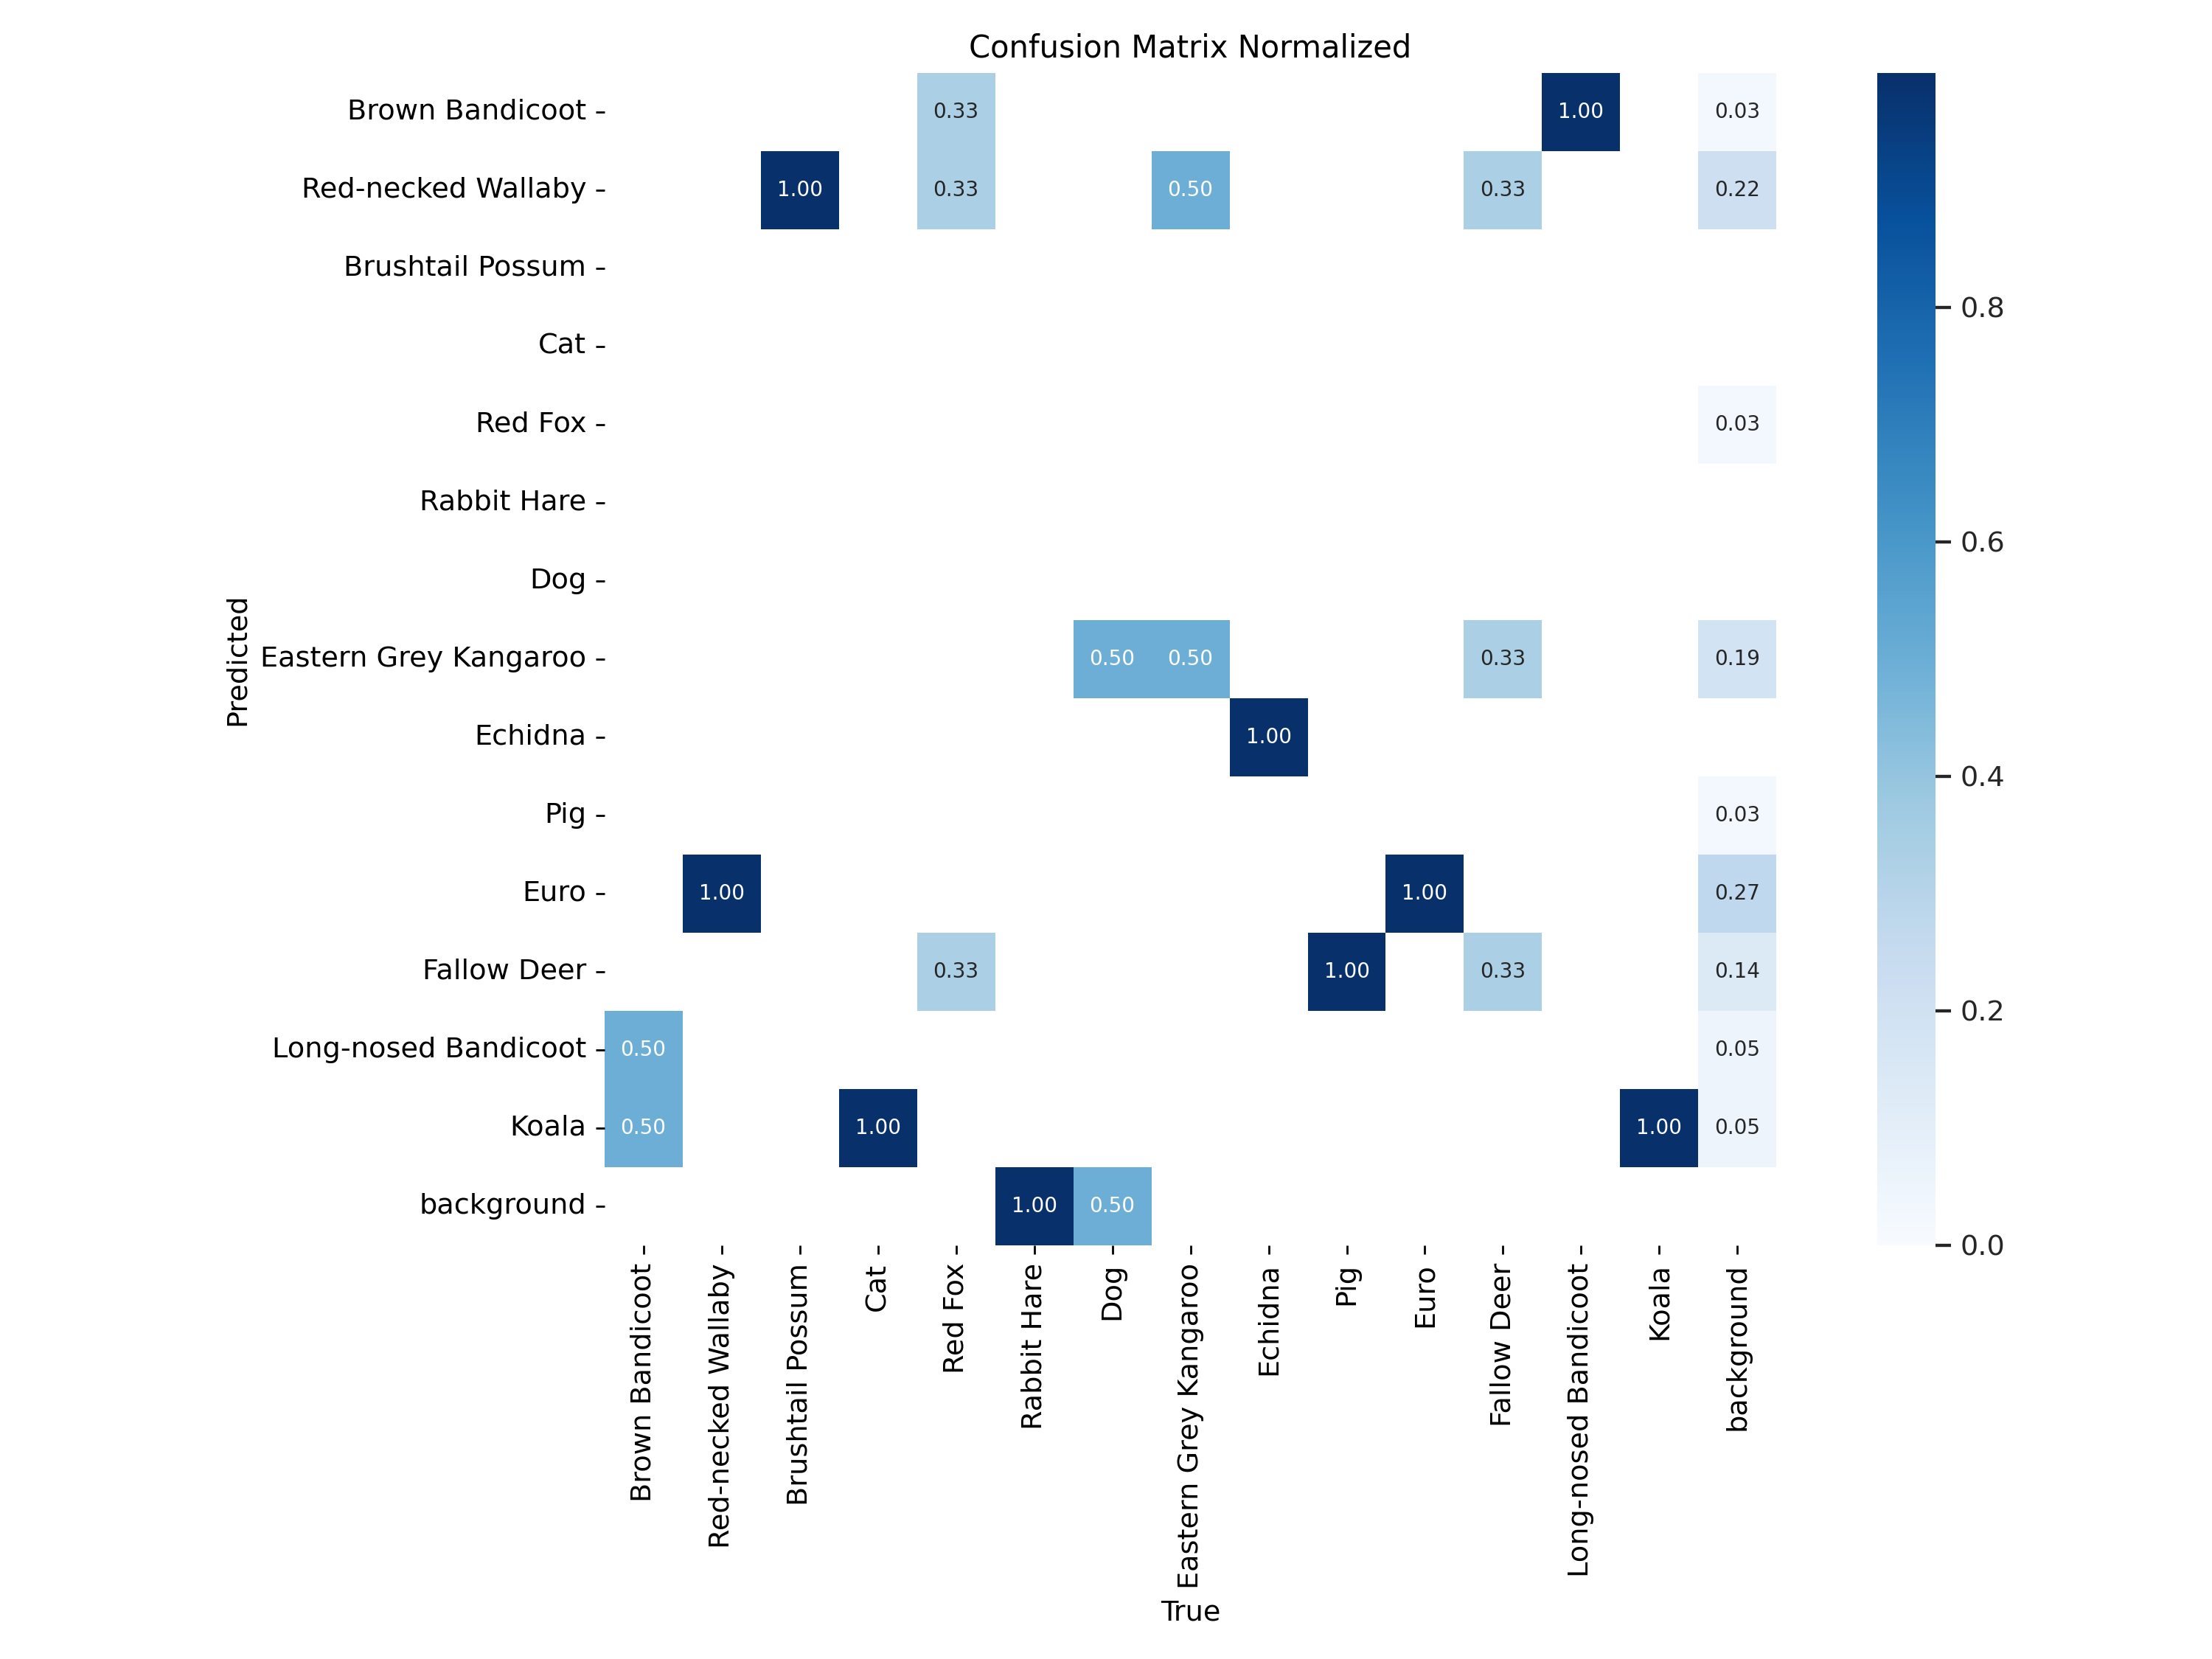 Confusion Matrix Normalized
Brown Bandicoot 0.33 1.00 0.03
Red-necked Wallaby 1.00 0.33 0.50 0.33 0.22
Brushtail Possum
0.8
Cat
Red Fox 0.03
Rabbit Hare
0.6
Dog
Predicted
Eastern Grey Kangaroo 0.50 0.50 0.33 0.19
Echidna 1.00
0.4
Pig 0.03
Euro 1.00 1.00 0.27
Fallow Deer 0.33 1.00 0.33 0.14
0.2
Long-nosed Bandicoot 0.50 0.05
Koala 0.50 1.00 1.00 0.05
background 1.00 0.50
0.0
Brown Bandicoot
Red-necked Wallaby
Brushtail Possum
Cat
Red Fox
Rabbit Hare
Dog
Eastern Grey Kangaroo
Echidna
Pig
Euro
Fallow Deer
Long-nosed Bandicoot
Koala
background
True